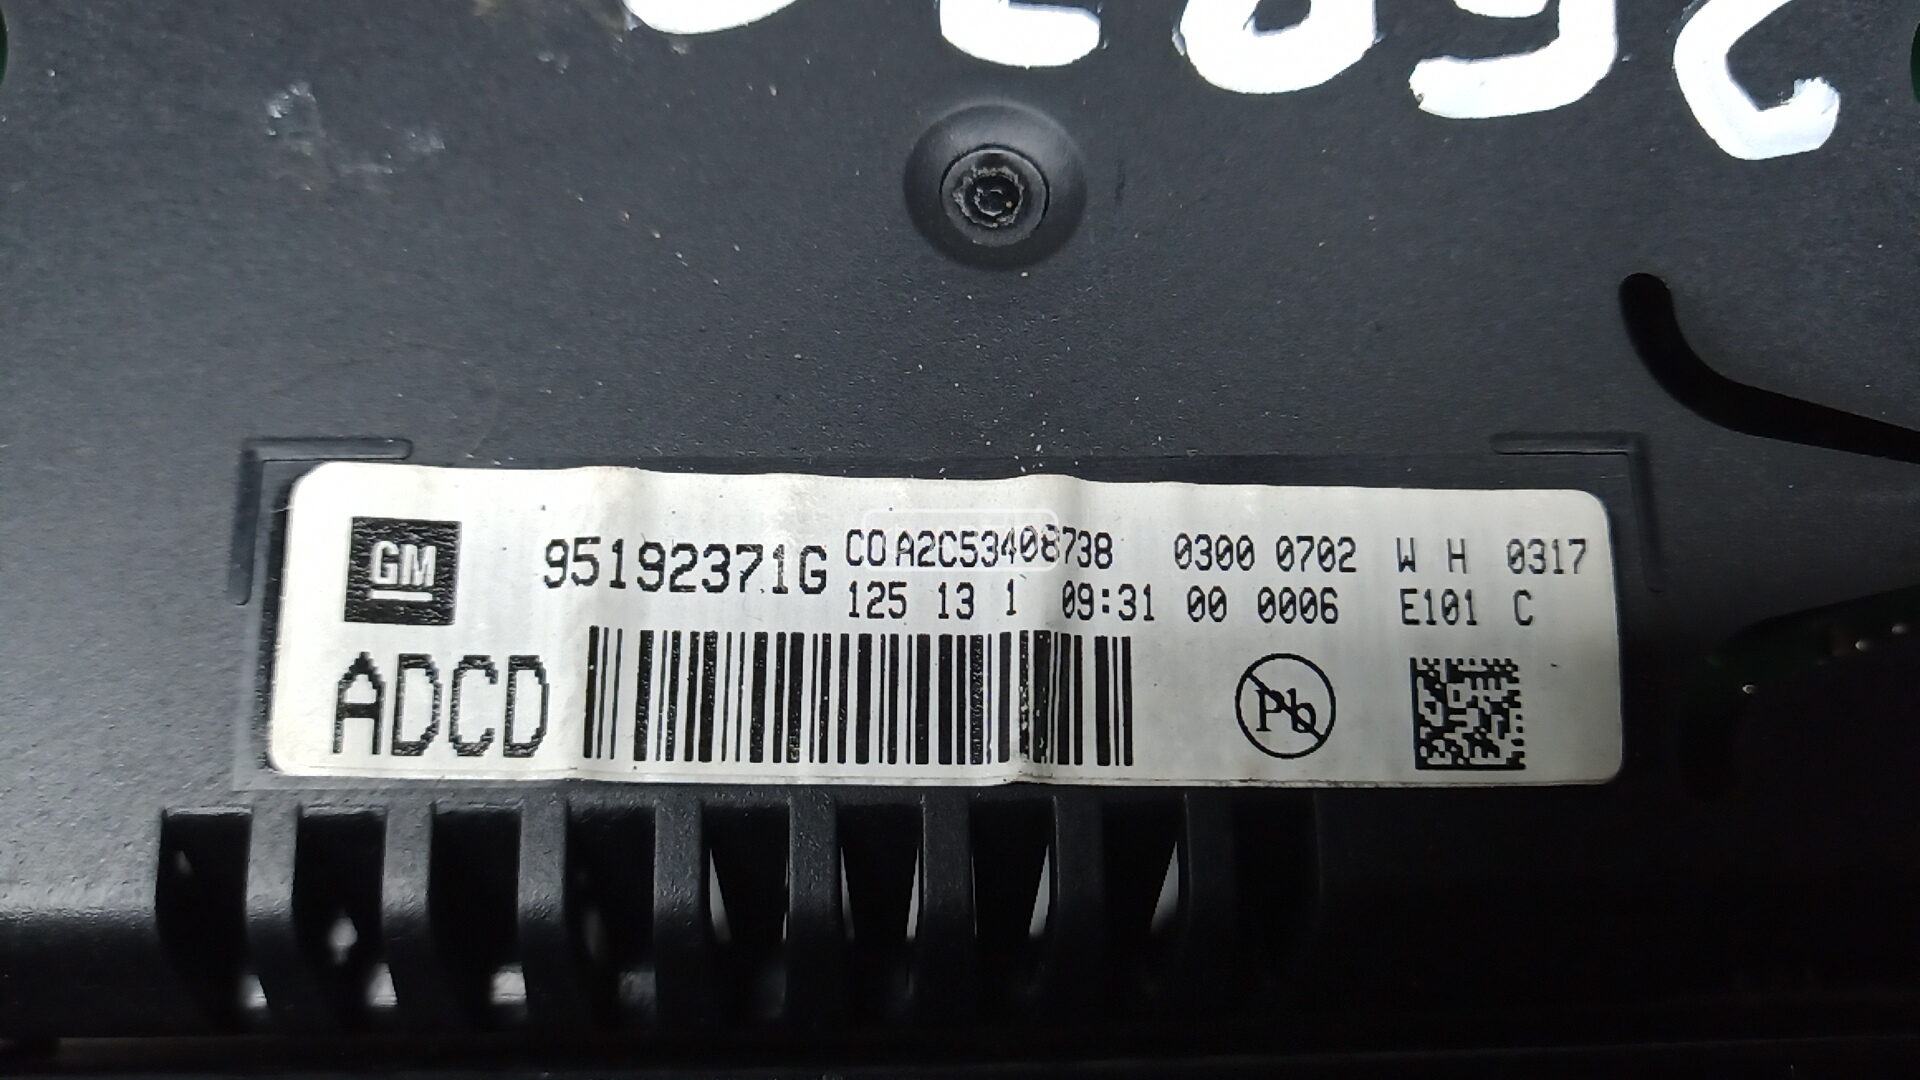 GM
95192371G
CO A2C53408738 0300 0702 W H 0317
125 13 1 09:31 00 0006 E101 C
ADCD
Pb